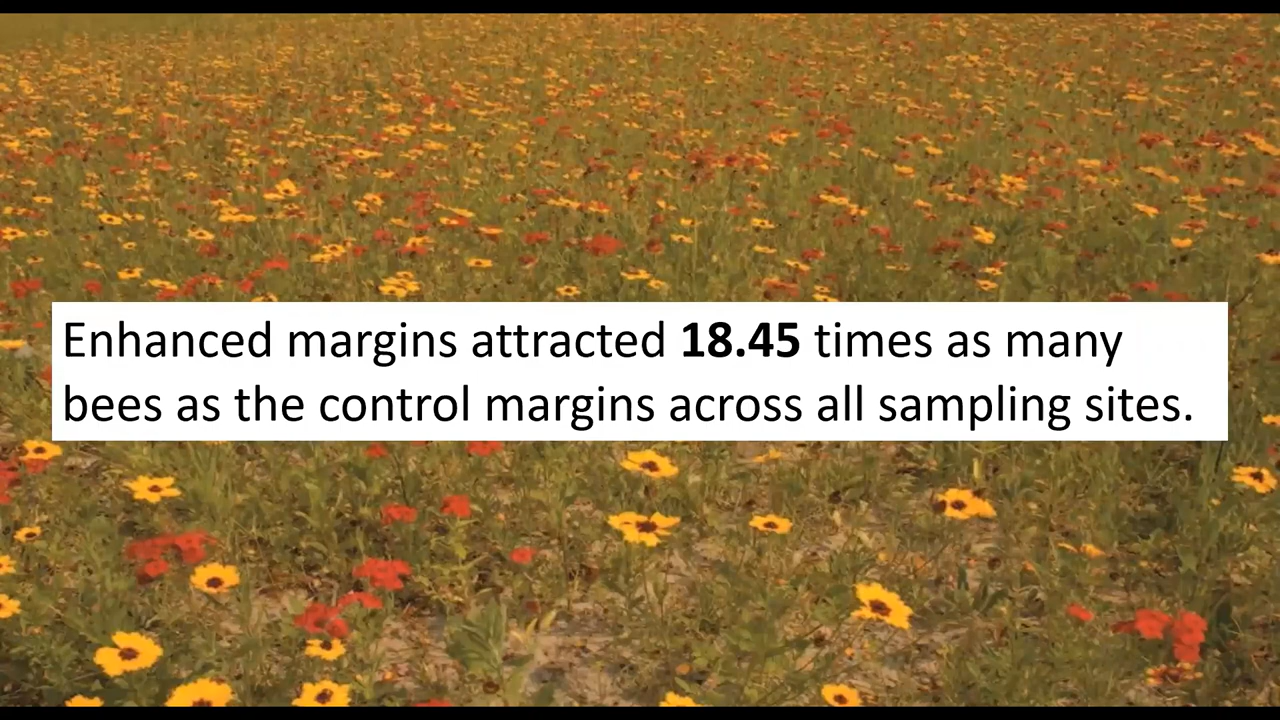 Enhanced margins attracted 18.45 times as many
bees as the control margins across all sampling sites.